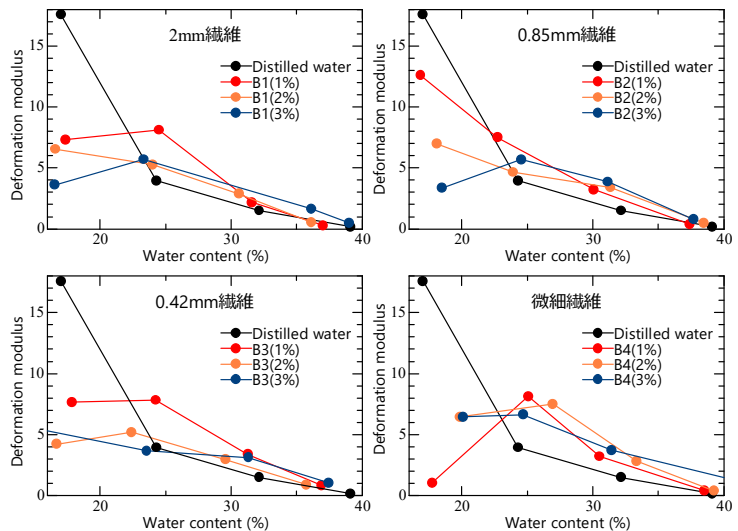 2mm繊維
Distilled water
B1(1%)
B1(2%)
B1(3%)
Deformation modulus
15
10
5
0
20
30
40
Water content (%)
0.85mm繊維
Distilled water
B2(1%)
B2(2%)
B2(3%)
Deformation modulus
15
10
5
0
20
30
40
Water content (%)
0.42mm繊維
Distilled water
B3(1%)
B3(2%)
B3(3%)
Deformation modulus
15
10
5
0
20
30
40
Water content (%)
微細繊維
Distilled water
B4(1%)
B4(2%)
B4(3%)
Deformation modulus
15
10
5
0
20
30
40
Water content (%)